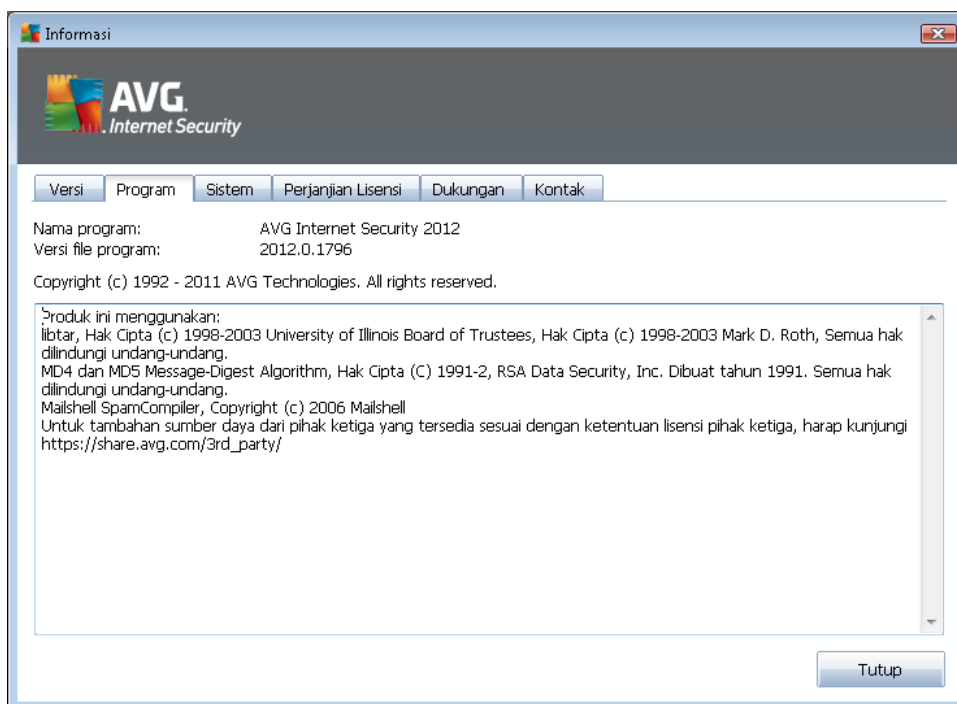 Informasi
AVG.
Internet Security
Versi Program Sistem Perjanjian Lisensi Dukungan Kontak
Nama program: AVG Internet Security 2012
Versi file program: 2012.0.1796
Copyright (c) 1992 - 2011 AVG Technologies. All rights reserved.
Produk ini menggunakan:
libtar, Hak Cipta (c) 1998-2003 University of Illinois Board of Trustees, Hak Cipta (c) 1998-2003 Mark D. Roth, Semua hak
dilindungi undang-undang.
MD4 dan MD5 Message-Digest Algorithm, Hak Cipta (C) 1991-2, RSA Data Security, Inc. Dibuat tahun 1991. Semua hak
dilindungi undang-undang.
Mailshell SpamCompiler, Copyright (c) 2006 Mailshell
Untuk tambahan sumber daya dari pihak ketiga yang tersedia sesuai dengan ketentuan lisensi pihak ketiga, harap kunjungi
https://share.avg.com/3rd_party/
Tutup